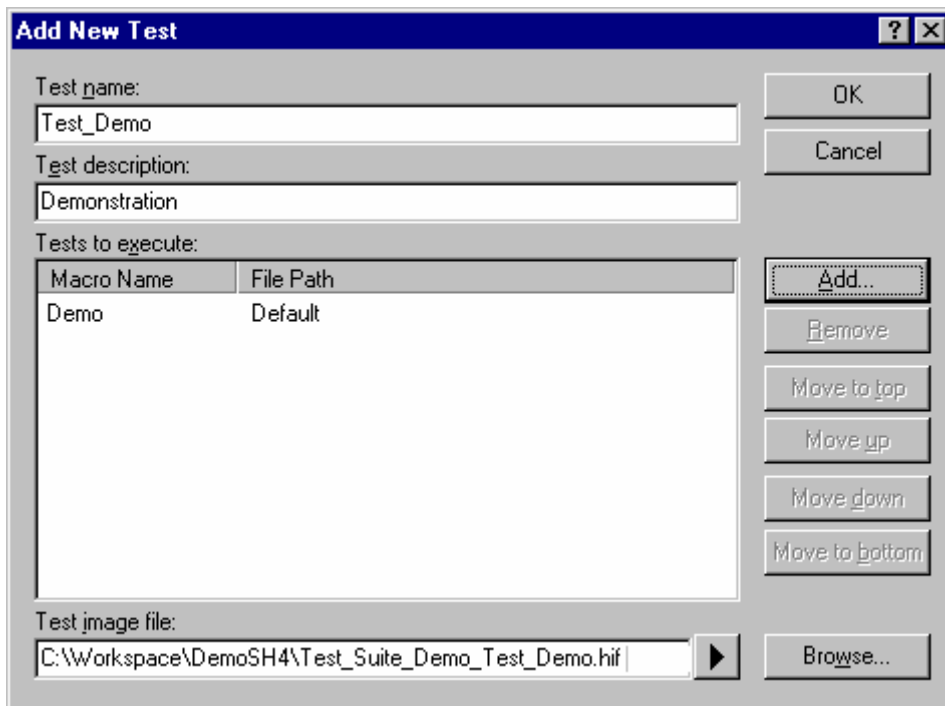 Add New Test
Test name:
OK
Test_Demo
Cancel
Test description:
Demonstration
Tests to execute:
Macro Name File Path
Add...
Demo Default
Remove
Move to top
Move up
Move down
Move to bottom
Test image file:
C:\Workspace\DemoSH4\Test_Suite_Demo_Test_Demo.hif
Browse...